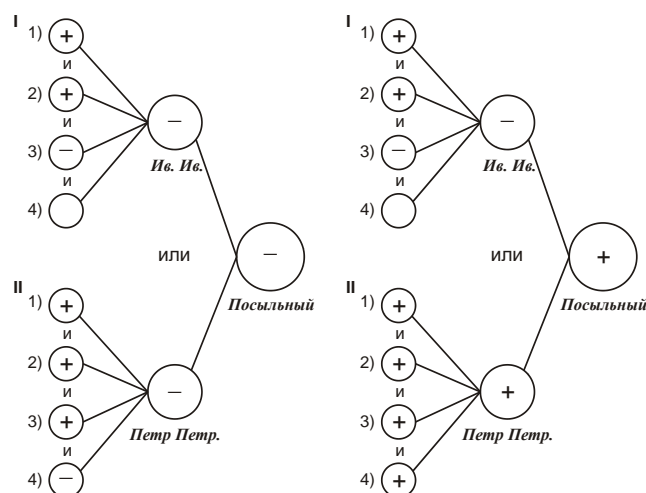 I
1) +
и
2) +
и
3) –
и
4)
–
Ив. Ив.
или
–
Посыльный
II
1) +
и
2) +
и
3) +
и
4) –
–
Петр Петр.
I
1) +
и
2) +
и
3) –
и
4)
–
Ив. Ив.
или
+
Посыльный
II
1) +
и
2) +
и
3) +
и
4) +
+
Петр Петр.